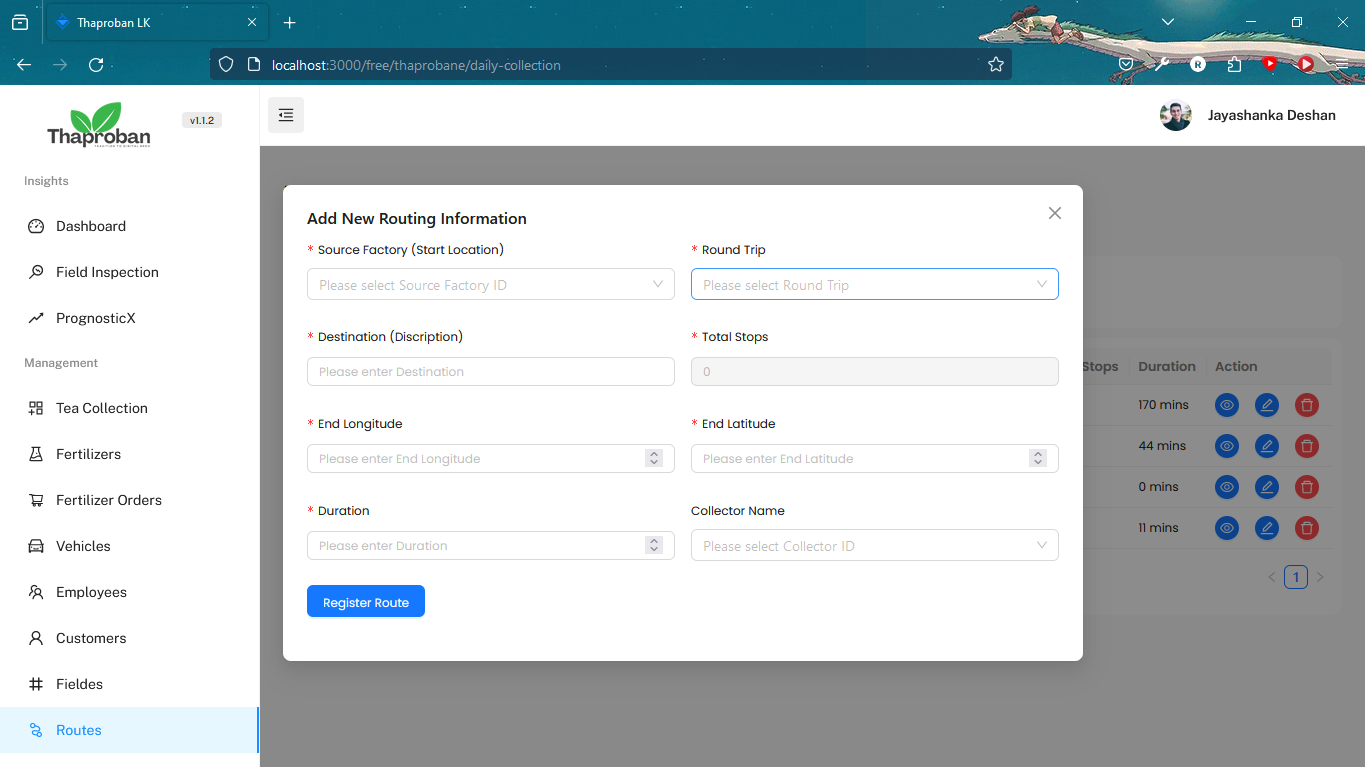 Thaproban LK
localhost:3000/free/thaprobane/daily-collection
R
Thaproban
v1.1.2
Jayashanka Deshan
Insights
Dashboard
Field Inspection
PrognosticX
Management
Tea Collection
Fertilizers
Fertilizer Orders
Vehicles
Employees
Customers
Fieldes
Routes
Add New Routing Information
* Source Factory (Start Location)
Please select Source Factory ID
* Round Trip
Please select Round Trip
* Destination (Discription)
Please enter Destination
* Total Stops
0
* End Longitude
Please enter End Longitude
* End Latitude
Please enter End Latitude
* Duration
Please enter Duration
Collector Name
Please select Collector ID
Register Route
Stops Duration Action
170 mins
44 mins
0 mins
11 mins
< 1 >